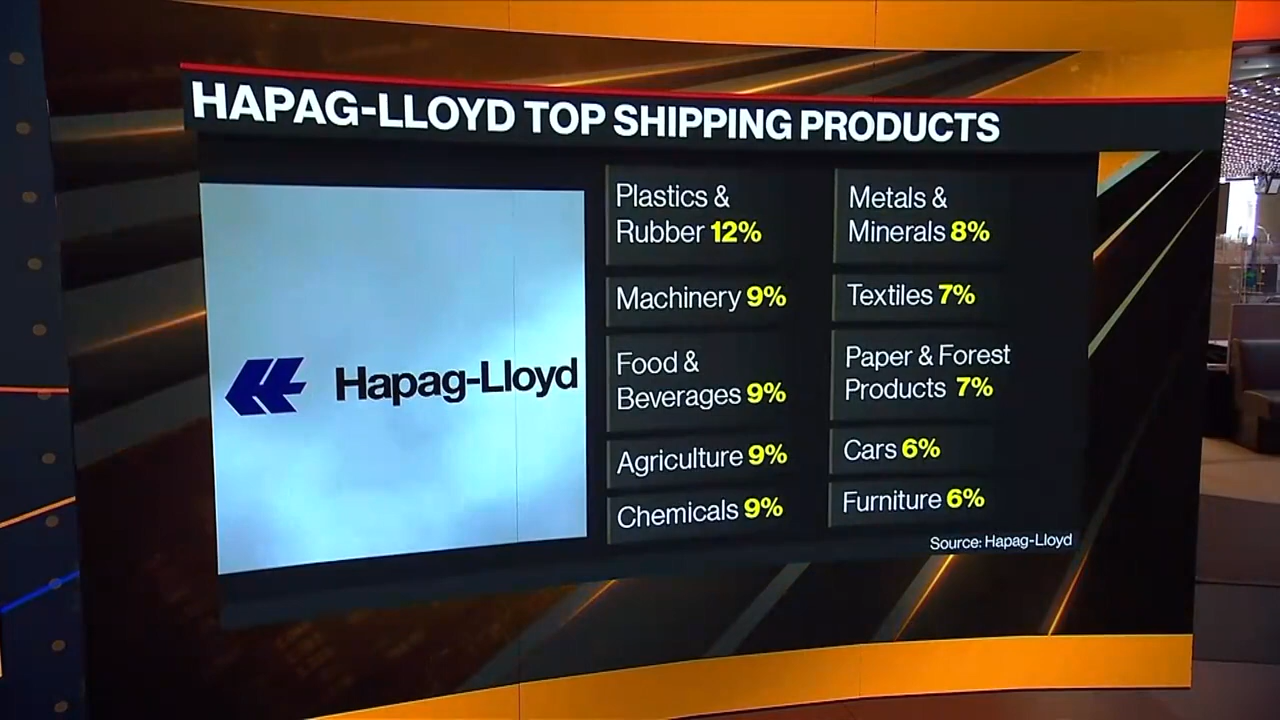 HAPAG-LLOYD TOP SHIPPING PRODUCTS
Hapag-Lloyd
Plastics &
Rubber 12%
Machinery 9%
Food &
Beverages 9%
Agriculture 9%
Chemicals 9%
Metals &
Minerals 8%
Textiles 7%
Paper & Forest
Products 7%
Cars 6%
Furniture 6%
Source: Hapag-Lloyd